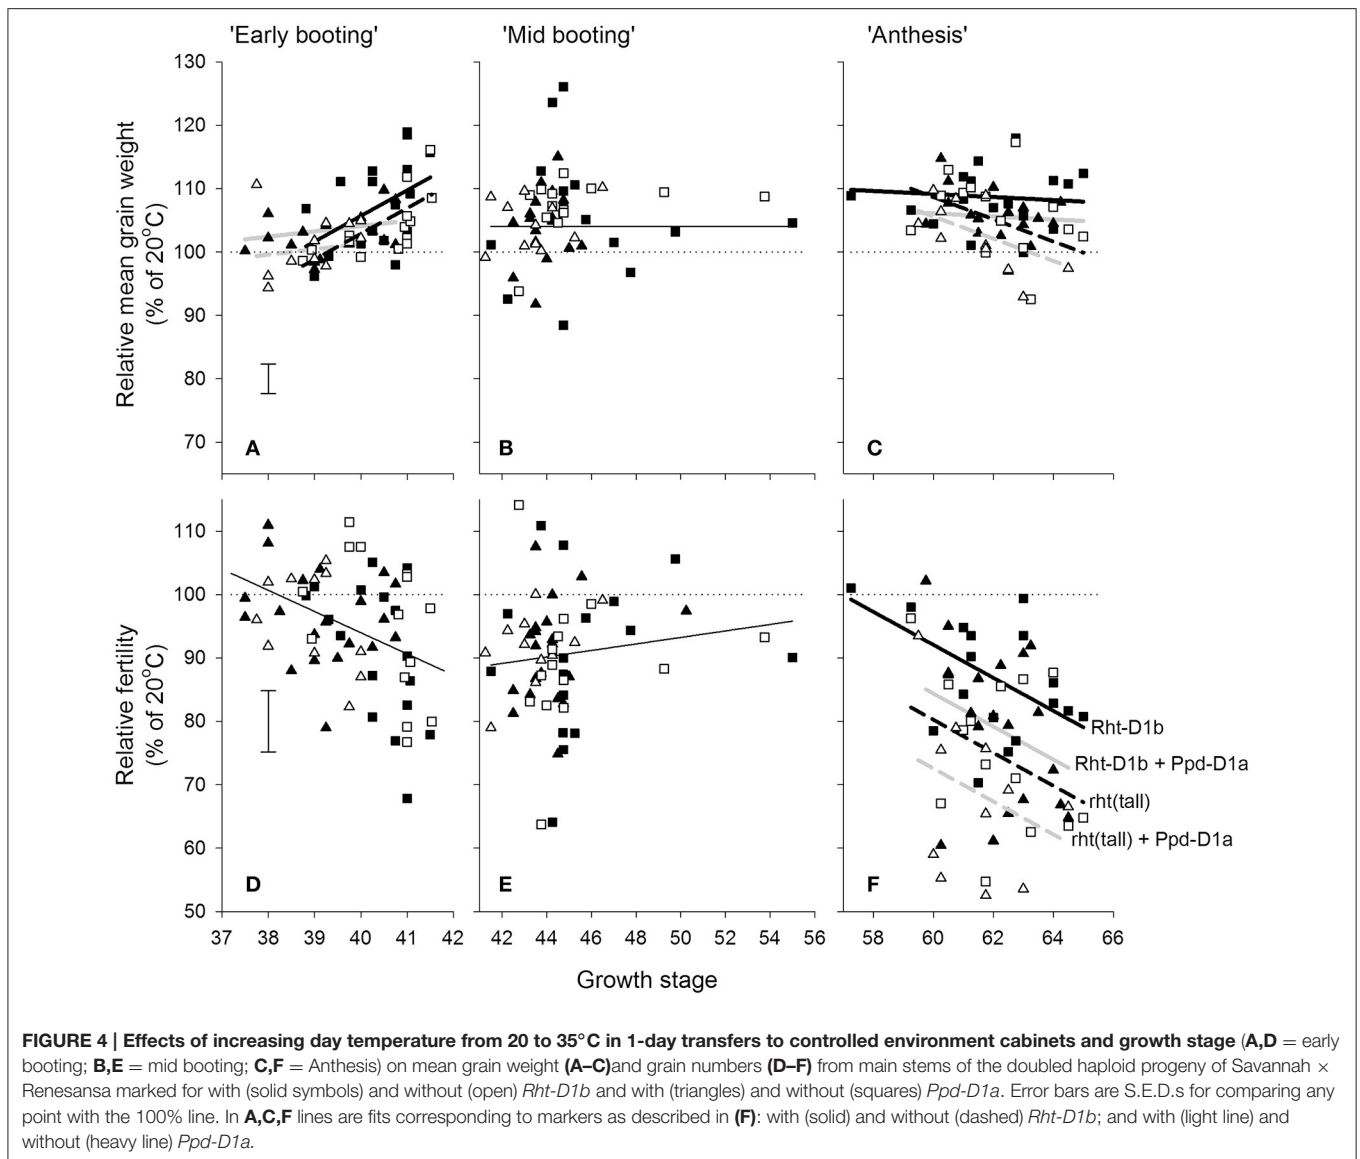 'Early booting' 'Mid booting' 'Anthesis'
130
120
110
100
90
80
70
Relative mean grain weight
(% of 20°C)
A B C
110
100
90
80
70
60
50
Relative fertility
(% of 20°C)
Rht-D1b
Rht-D1b + Ppd-D1a
rht(tall)
rht(tall) + Ppd-D1a
D E F
37 38 39 40 41 42 42 44 46 48 50 52 54 56 58 60 62 64 66
Growth stage
FIGURE 4 | Effects of increasing day temperature from 20 to 35°C in 1-day transfers to controlled environment cabinets and growth stage (A,D = early
booting; B,E = mid booting; C,F = Anthesis) on mean grain weight (A–C)and grain numbers (D–F) from main stems of the doubled haploid progeny of Savannah ×
Renesansa marked for with (solid symbols) and without (open) Rht-D1b and with (triangles) and without (squares) Ppd-D1a. Error bars are S.E.D.s for comparing any
point with the 100% line. In A,C,F lines are fits corresponding to markers as described in (F): with (solid) and without (dashed) Rht-D1b; and with (light line) and
without (heavy line) Ppd-D1a.